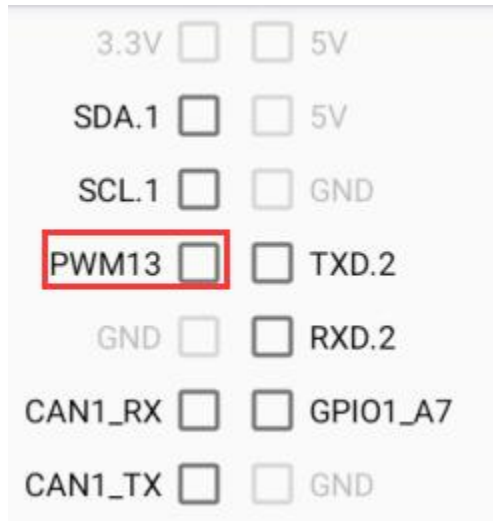 3.3V 5V
SDA.1 5V
SCL.1 GND
PWM13 TXD.2
GND RXD.2
CAN1_RX GPIO1_A7
CAN1_TX GND